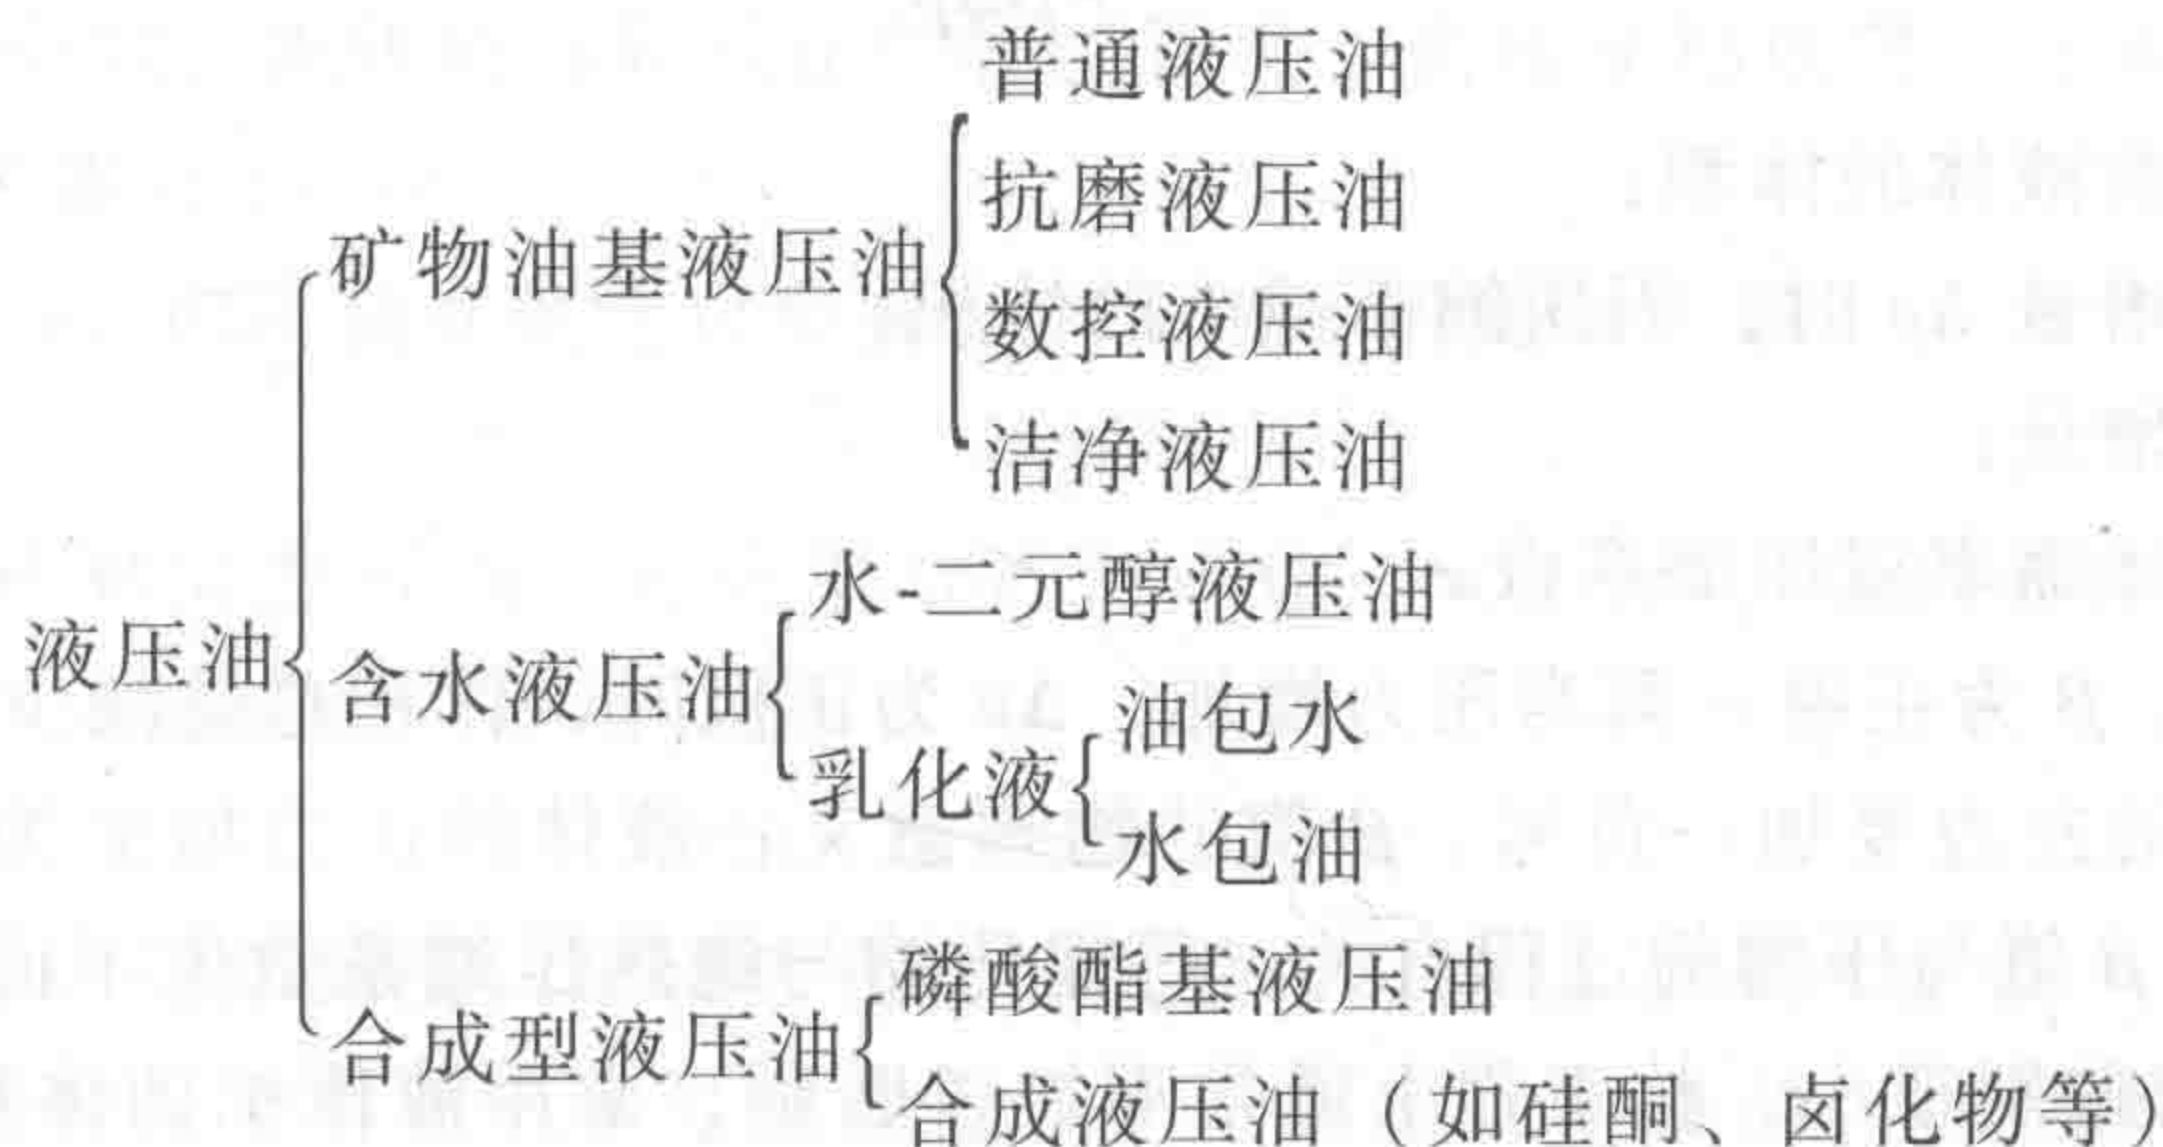 普通液压油
抗磨液压油
矿物油基液压油
数控液压油
洁净液压油
水-二元醇液压油
液压油
含水液压油
油包水
乳化液
水包油
磷酸酯基液压油
合成型液压油
合成液压油（如硅酮、卤化物等）